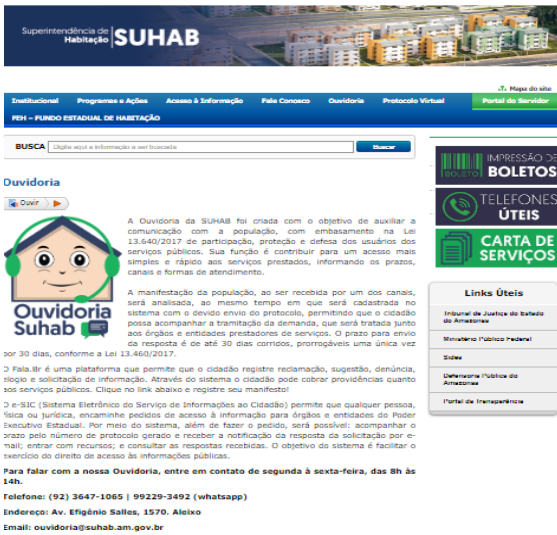 Superintendência de
Habitação
SUHAB
Mapa do site
Institucional Programas e Ações Acesso à Informação Fale Conosco Ouvidoria Protocolo Virtual Portal do Servidor
FEH – FUNDO ESTADUAL DE HABITAÇÃO
BUSCA Digite aqui a informação a ser buscada Buscar
Ouvidoria
Ouvir
Ouvidoria
Suhab
A Ouvidoria da SUHAB foi criada com o objetivo de auxiliar a
comunicação com a população, com embasamento na Lei
13.640/2017 de participação, proteção e defesa dos usuários dos
serviços públicos. Sua função é contribuir para um acesso mais
simples e rápido aos serviços prestados, informando os prazos,
canais e formas de atendimento.
A manifestação da população, ao ser recebida por um dos canais,
será analisada, ao mesmo tempo em que será cadastrada no
sistema com o devido envio do protocolo, permitindo que o cidadão
possa acompanhar a tramitação da demanda, que será tratada junto
aos órgãos e entidades prestadores de serviços. O prazo para envio
da resposta é de até 30 dias corridos, prorrogáveis uma única vez
por 30 dias, conforme a Lei 13.460/2017.
O Fala.Br é uma plataforma que permite que o cidadão registre reclamação, sugestão, denúncia,
elogio e solicitação de informação. Através do sistema o cidadão pode cobrar providências quanto
aos serviços públicos. Clique no link abaixo e registre seu manifesto!
O e-SIC (Sistema Eletrônico do Serviço de Informações ao Cidadão) permite que qualquer pessoa,
física ou jurídica, encaminhe pedidos de acesso à informação para órgãos e entidades do Poder
Executivo Estadual. Por meio do sistema, além de fazer o pedido, será possível: acompanhar o
prazo pelo número de protocolo gerado e receber a notificação da resposta da solicitação por e-
mail; entrar com recursos; e consultar as respostas recebidas. O objetivo do sistema é facilitar o
exercício do direito de acesso às informações públicas.
Para falar com a nossa Ouvidoria, entre em contato de segunda à sexta-feira, das 8h às
14h.
Telefone: (92) 3647-1065 | 99229-3492 (whatsapp)
Endereço: Av. Efigênio Salles, 1570. Aleixo
Email: ouvidoria@suhab.am.gov.br
BOLETO
IMPRESSÃO DE
BOLETOS
TELEFONES
ÚTEIS
CARTA DE
SERVIÇOS
Links Úteis
Tribunal de Justiça do Estado
do Amazonas
Ministério Público Federal
Sidex
Defensoria Pública do
Amazonas
Portal da Transparência